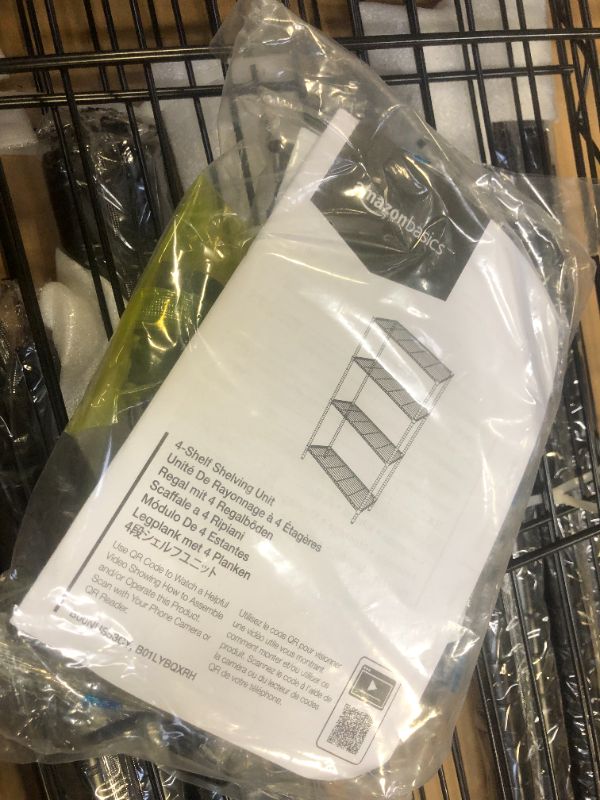 amazonbasics
4-Shelf Shelving Unit
Unité De Rayonnage à 4 Étagères
Regal mit 4 Regalböden
Scaffale a 4 Ripiani
Módulo De 4 Estantes
Legplank met 4 Planken
4段シェルフユニット
Use QR Code to Watch a Helpful
Video Showing How to Assemble
and/or Operate this Product.
Scan with Your Phone Camera or
QR Reader.
Utilisez le code QR pour visionner
une vidéo utile vous montrant
comment monter et/ou utiliser ce
produit. Scannez le code à l'aide de
la caméra ou du lecteur de codes
QR de votre téléphone.
B01LYBQXRH